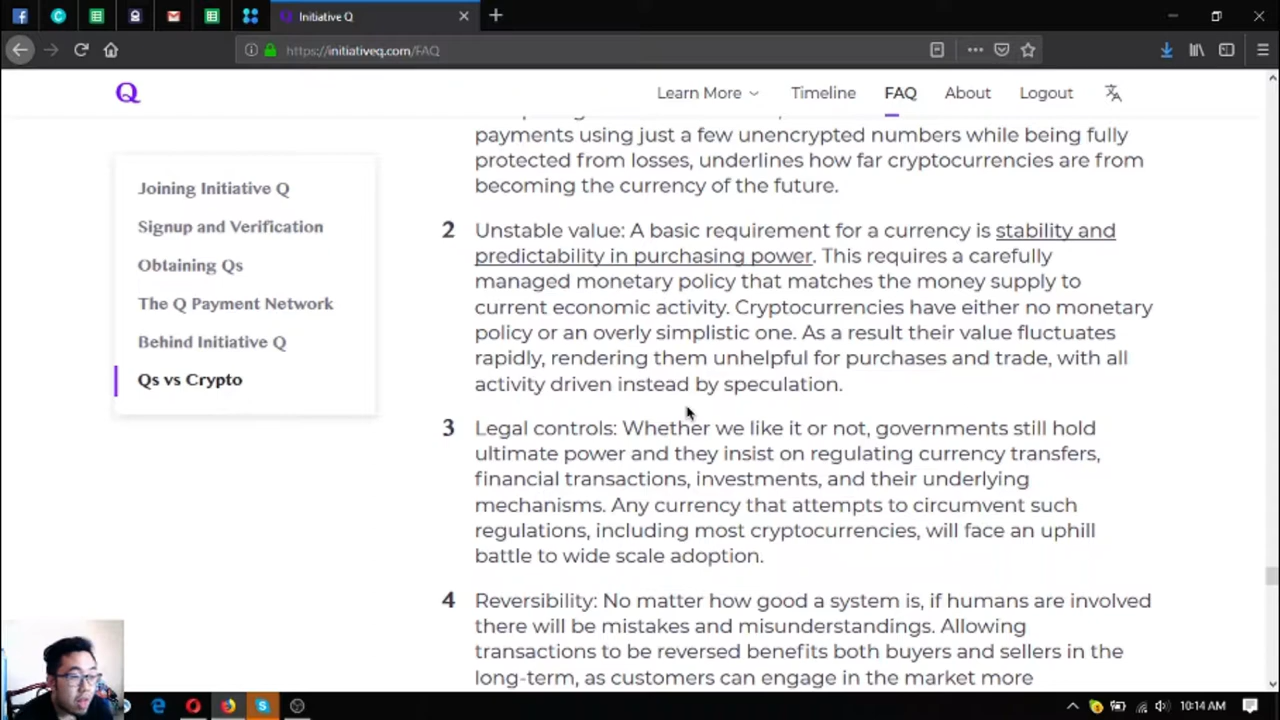 Initiative Q
https://initiativeq.com/FAQ
Q
Learn More
Timeline
FAQ
About
Logout
payments using just a few unencrypted numbers while being fully
protected from losses, underlines how far cryptocurrencies are from
becoming the currency of the future.
Joining Initiative Q
Signup and Verification
Obtaining Qs
The Q Payment Network
Behind Initiative Q
Qs vs Crypto
2 Unstable value: A basic requirement for a currency is stability and
predictability in purchasing power. This requires a carefully
managed monetary policy that matches the money supply to
current economic activity. Cryptocurrencies have either no monetary
policy or an overly simplistic one. As a result their value fluctuates
rapidly, rendering them unhelpful for purchases and trade, with all
activity driven instead by speculation.
3 Legal controls: Whether we like it or not, governments still hold
ultimate power and they insist on regulating currency transfers,
financial transactions, investments, and their underlying
mechanisms. Any currency that attempts to circumvent such
regulations, including most cryptocurrencies, will face an uphill
battle to wide scale adoption.
4 Reversibility: No matter how good a system is, if humans are involved
there will be mistakes and misunderstandings. Allowing
transactions to be reversed benefits both buyers and sellers in the
long-term, as customers can engage in the market more
10:14 AM